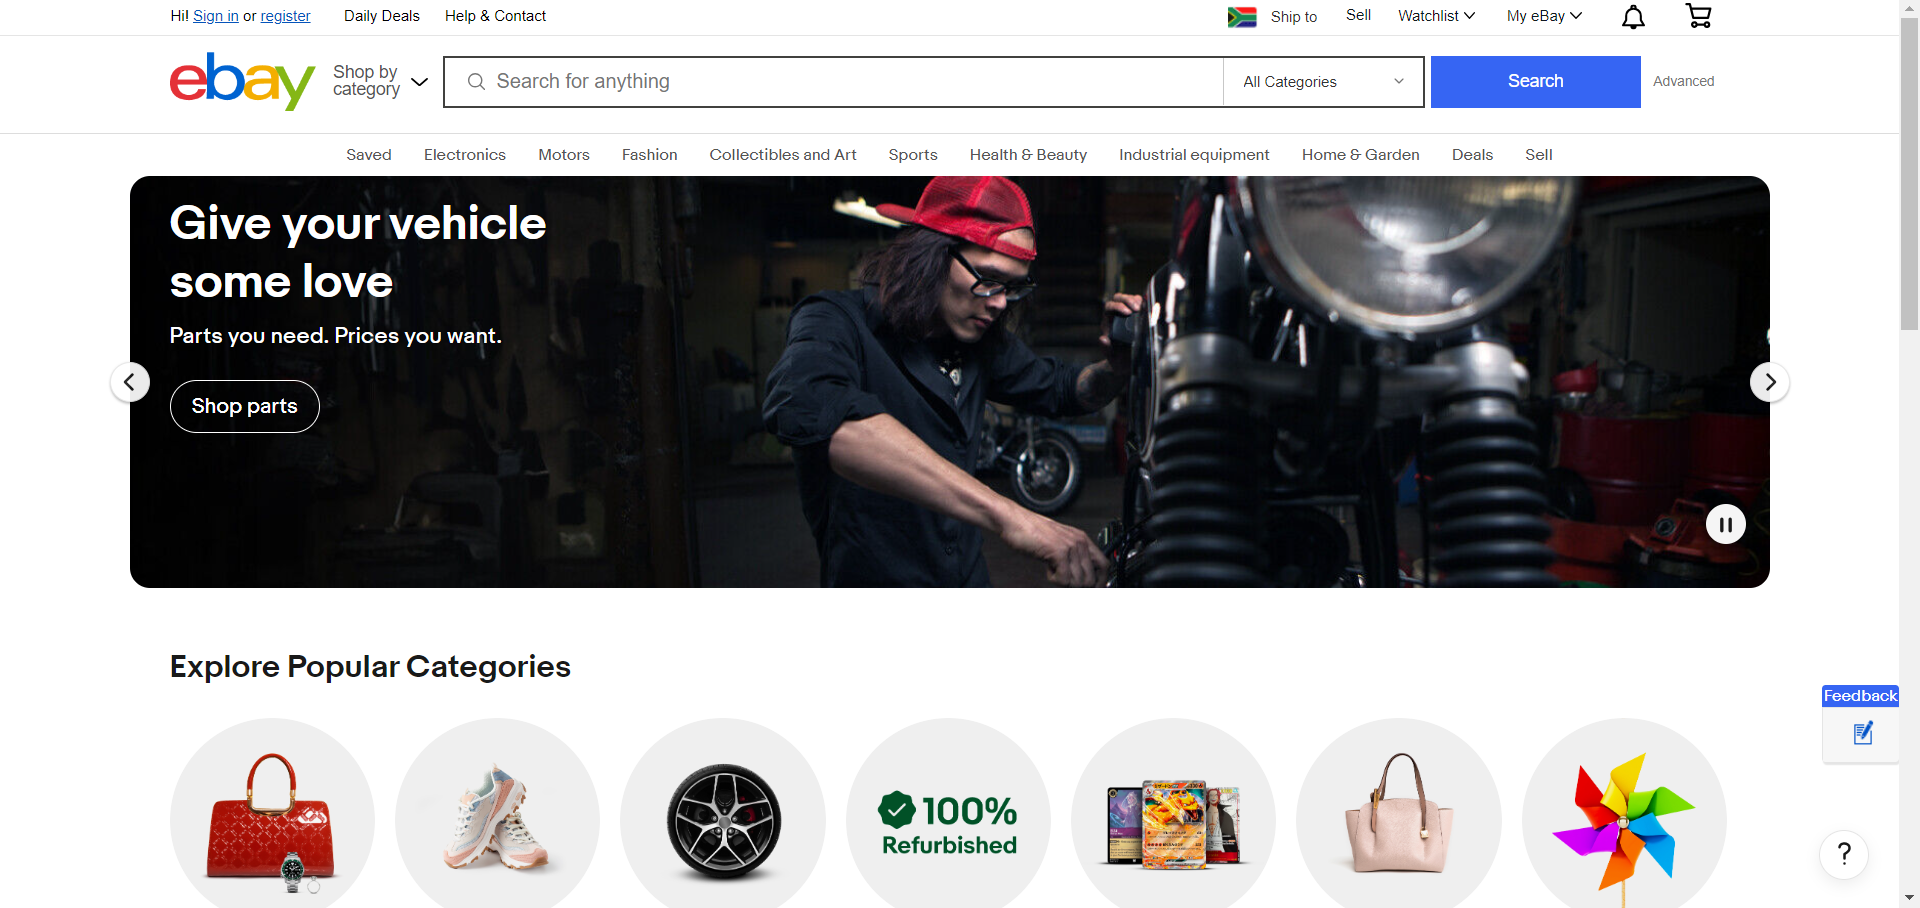 Hi! Sign in or register
Daily Deals
Help & Contact
Ship to
Sell
Watchlist
My eBay
ebay
Shop by
category
Search for anything
All Categories
Search
Advanced
Saved
Electronics
Motors
Fashion
Collectibles and Art
Sports
Health & Beauty
Industrial equipment
Home & Garden
Deals
Sell
Give your vehicle
some love
Parts you need. Prices you want.
Shop parts
Explore Popular Categories
Feedback
100%
Refurbished
?